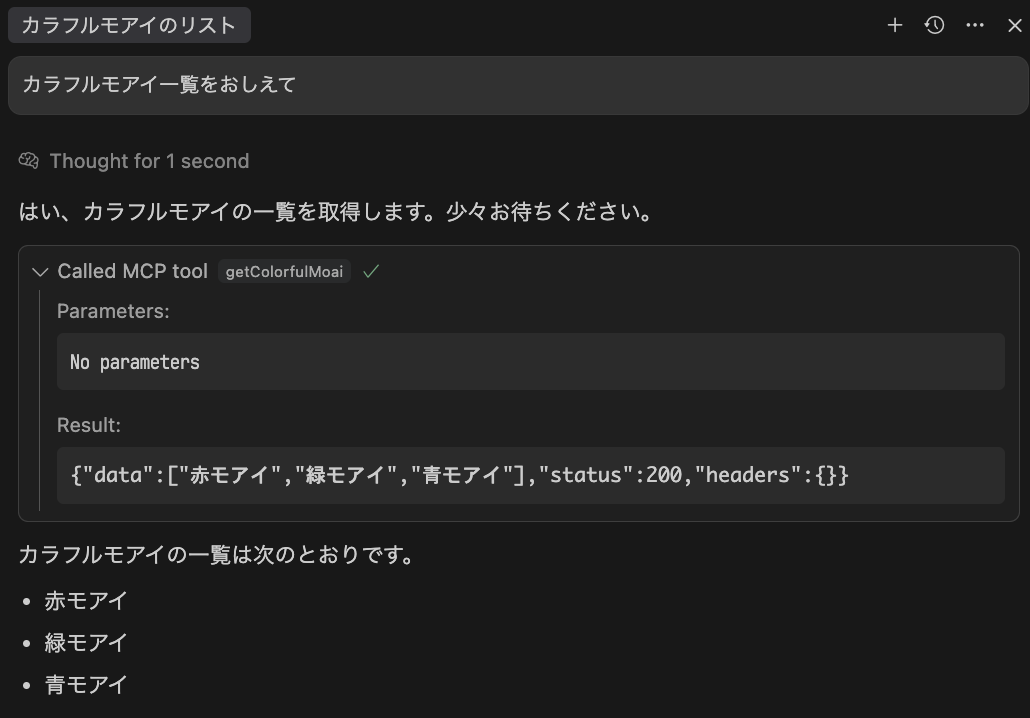 カラフルモアイのリスト
カラフルモアイ一覧をおしえて
Thought for 1 second
はい、カラフルモアイの一覧を取得します。少々お待ちください。
Called MCP tool getColorfulMoai
Parameters:
No parameters
Result:
{"data":["赤モアイ","緑モアイ","青モアイ"],"status":200,"headers":{}}
カラフルモアイの一覧は次のとおりです。
• 赤モアイ
• 緑モアイ
• 青モアイ